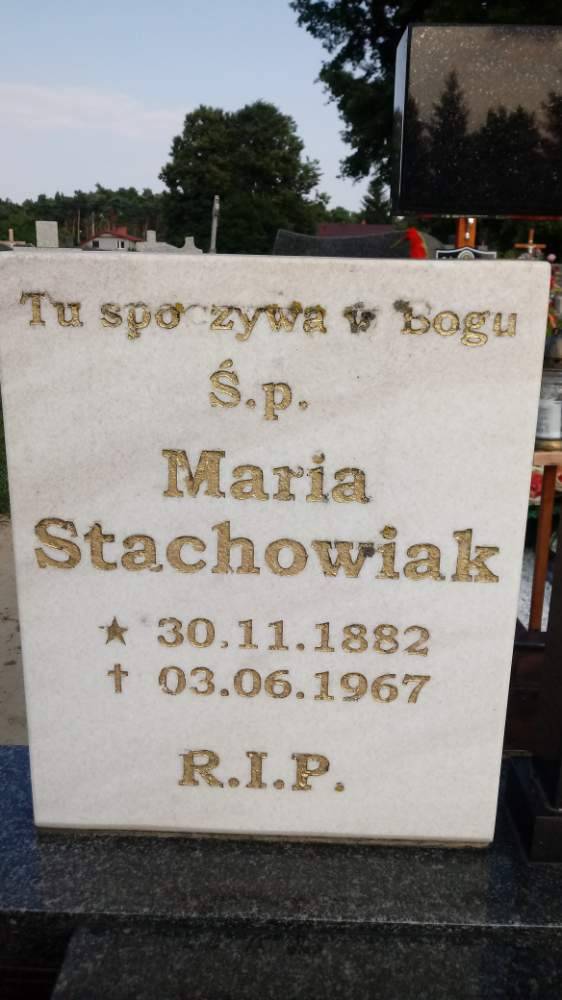 Tu spoczywa w Bogu
Ś.p.
Maria
Stachowiak
★ 30.11.1882
† 03.06.1967
R.I.P.